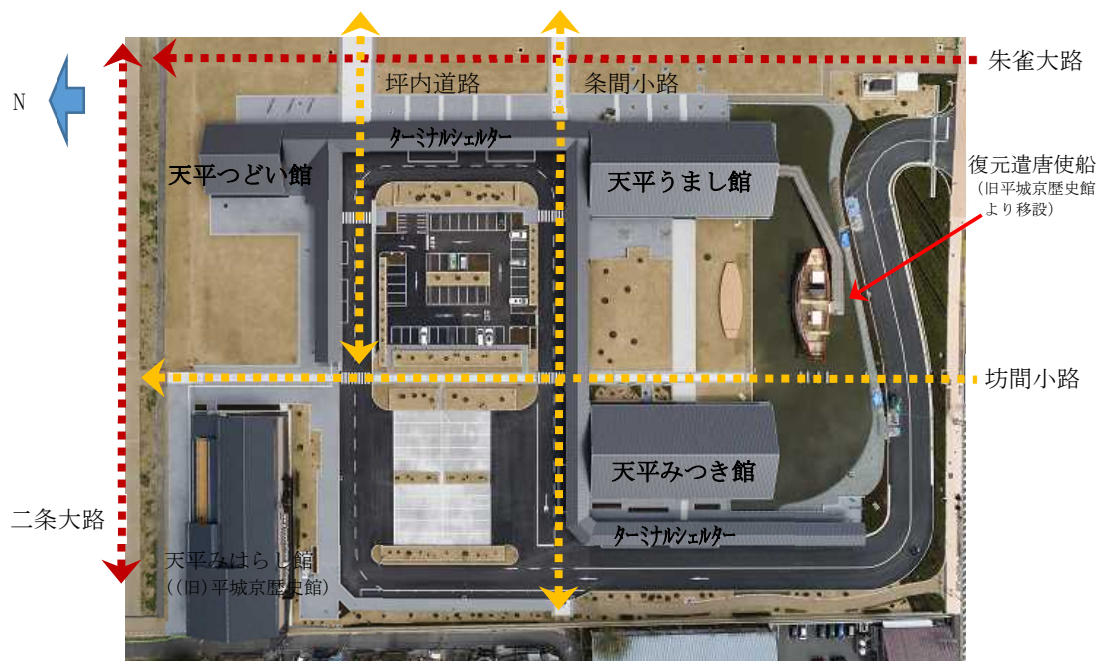 朱雀大路
N
坪内道路
条間小路
ターミナルシェルター
天平つどい館
天平うまし館
復元遣唐使船
(旧平城京歴史館
より移設)
坊間小路
天平みつき館
二条大路
ターミナルシェルター
天平みはらし館
((旧)平城京歴史館)